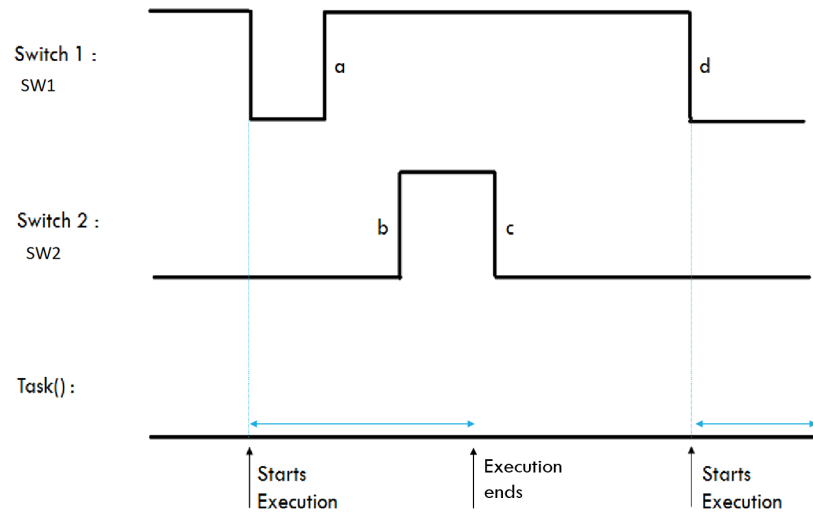 Switch 1 :
SW1
a
d
Switch 2 :
SW2
b
c
Task() :
Starts
Execution
Execution
ends
Starts
Execution